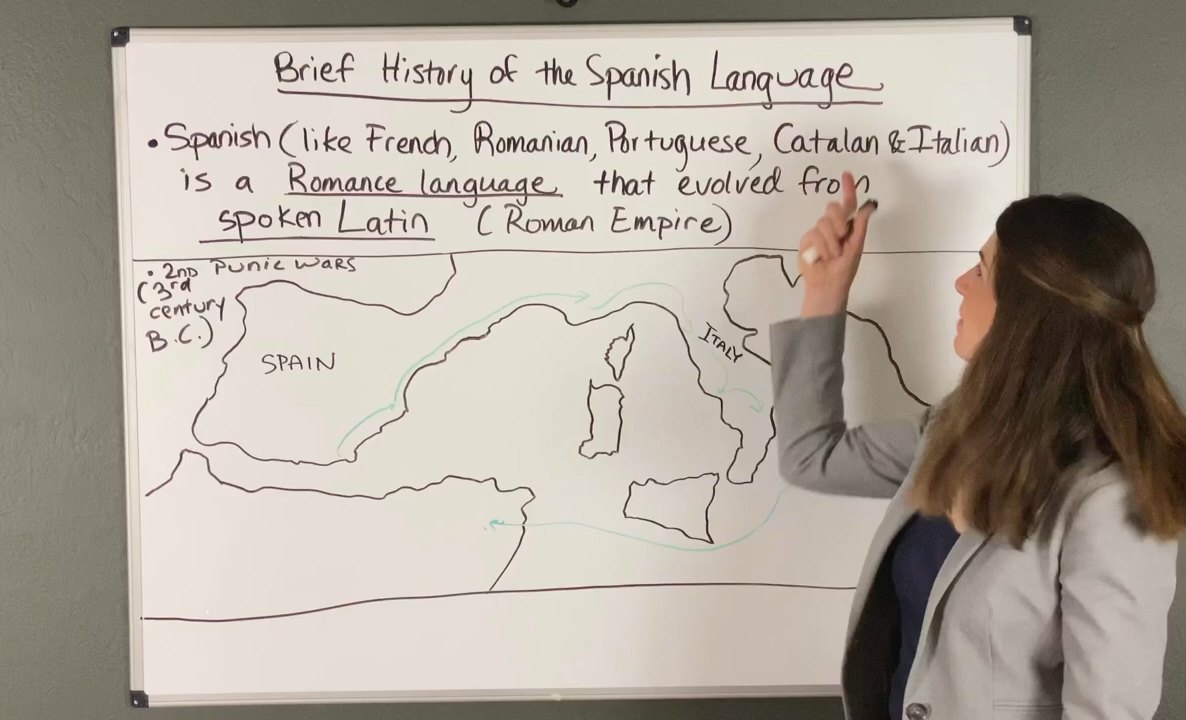 Brief History of the Spanish Language
• Spanish (like French, Romanian, Portuguese, Catalan & Italian)
is a Romance language that evolved from
spoken Latin (Roman Empire)
• 2ND PUNIC WARS
(3rd
century
B.C.)
SPAIN
ITALY